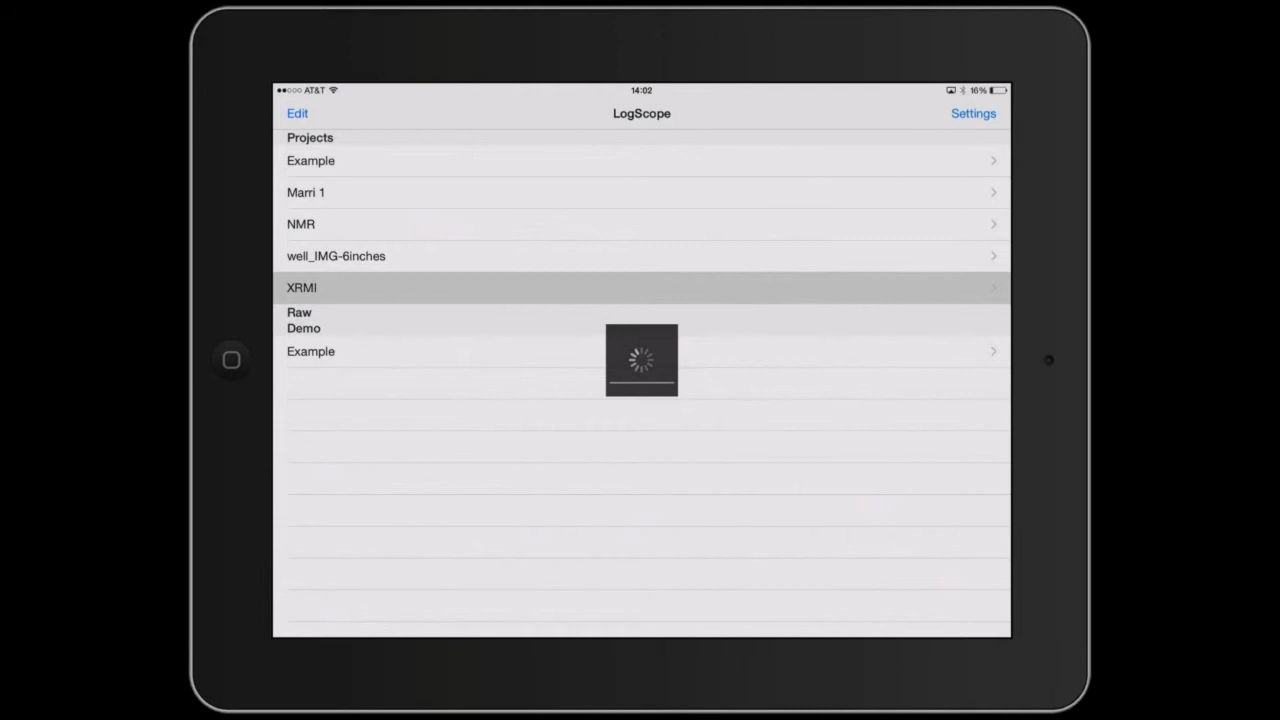 AT&T 14:02 16%
Edit LogScope Settings
Projects
Example
Marri 1
NMR
well_IMG-6inches
XRMI
Raw
Demo
Example